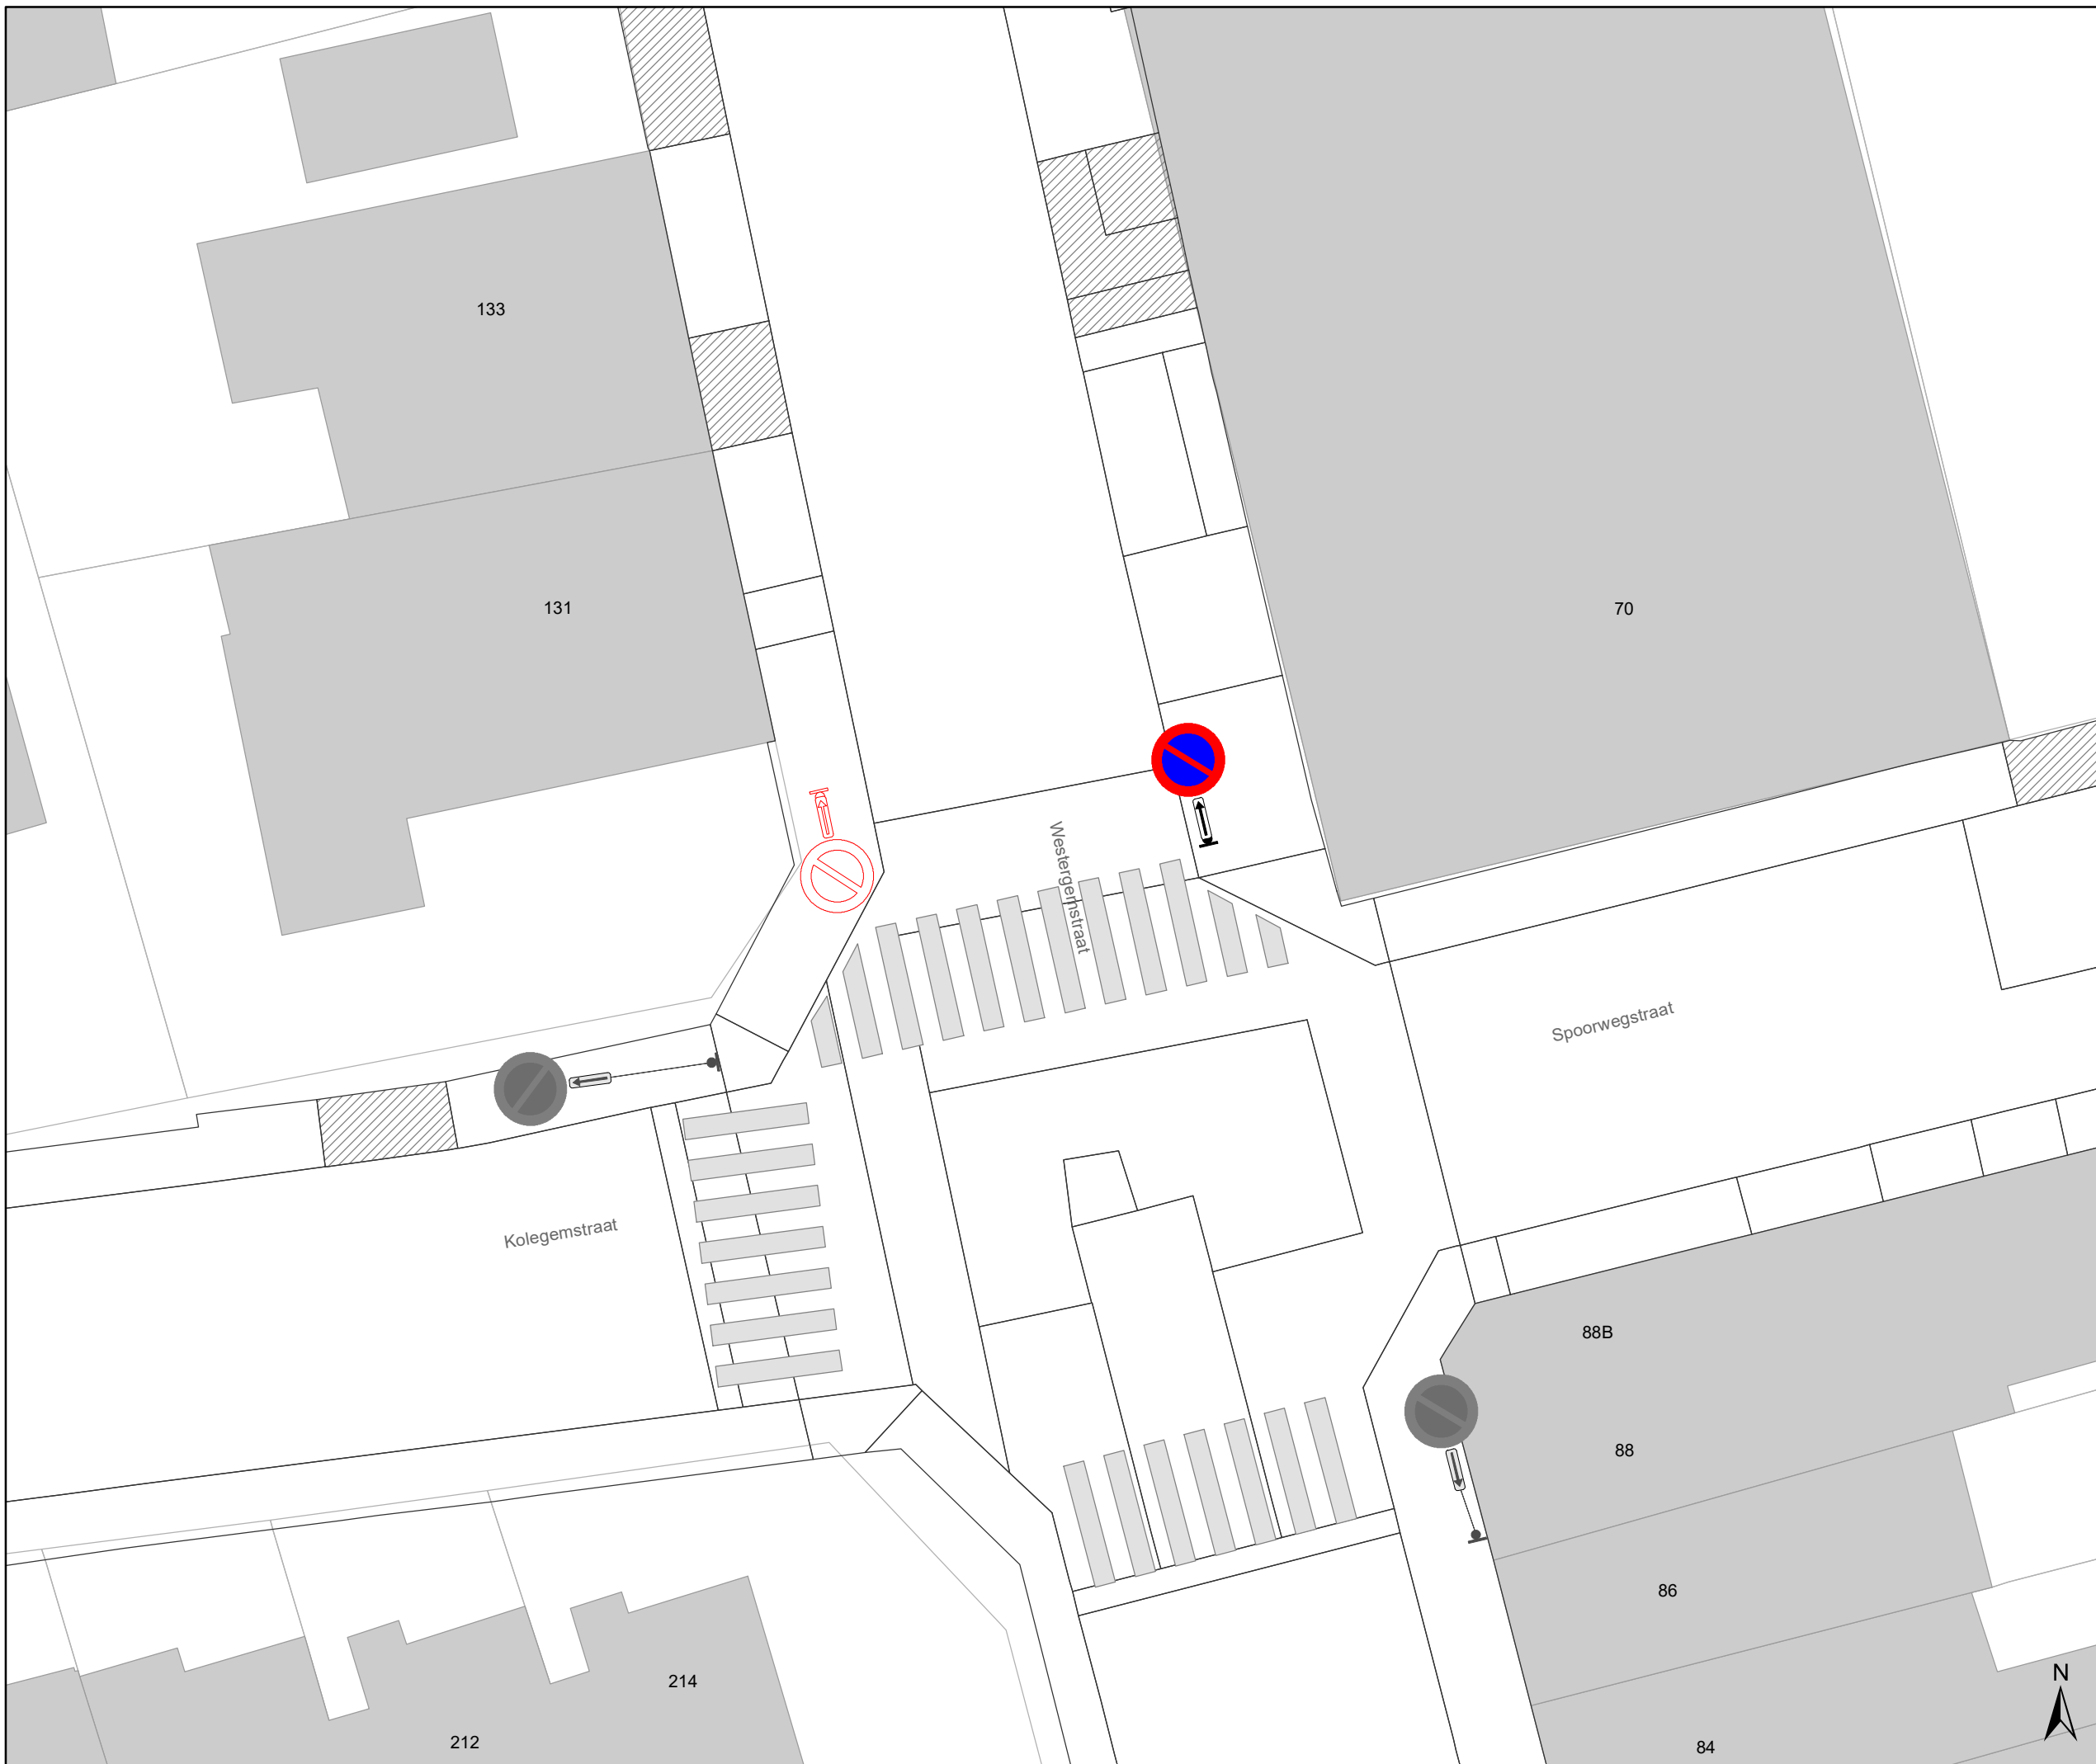 133
131
70
Westergemstraat
Spoorwegstraat
Kolegemstraat
88B
88
86
214
212
84
N